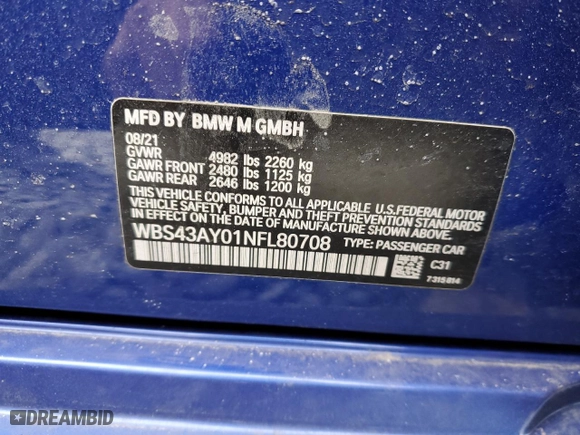 MFD BY BMW M GMBH
08/21
GVWR 4982 lbs 2260 kg
GAWR FRONT 2480 lbs 1125 kg
GAWR REAR 2646 lbs 1200 kg
THIS VEHICLE CONFORMS TO ALL APPLICABLE U.S. FEDERAL MOTOR
VEHICLE SAFETY, BUMPER AND THEFT PREVENTION STANDARDS
IN EFFECT ON THE DATE OF MANUFACTURE SHOWN ABOVE.
WBS43AY01NFL80708 TYPE: PASSENGER CAR
C31
7315014
DREAMBID